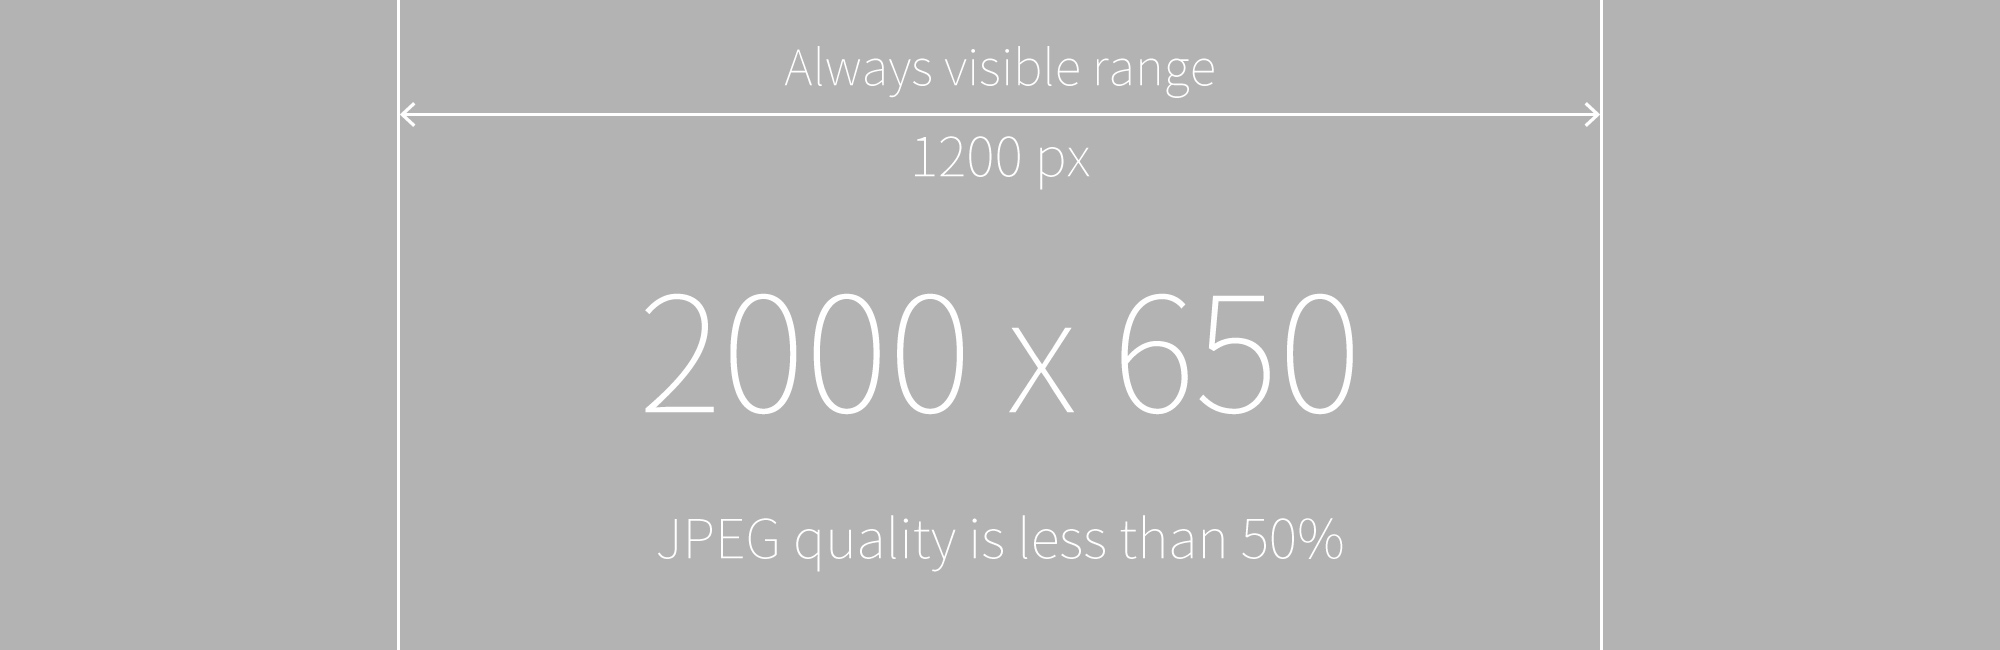 Always visible range
1200 px
2000 x 650
JPEG quality is less than 50%